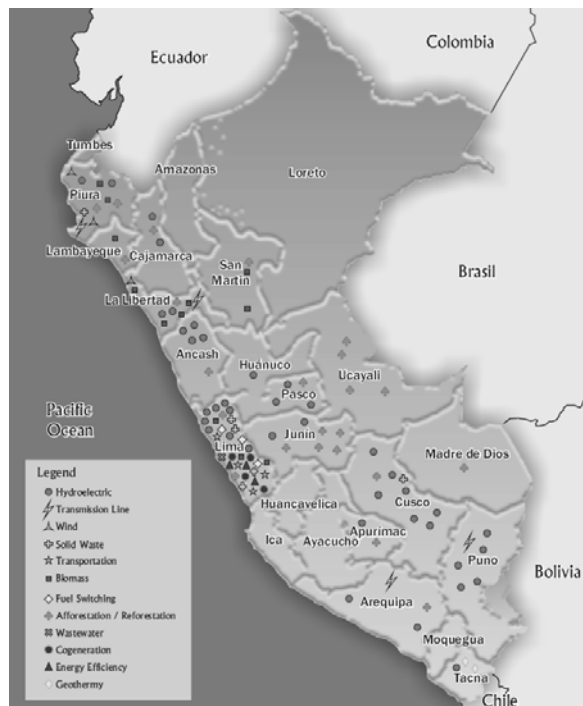 Colombia
Ecuador
Tumbes
Amazonas
Loreto
Piura
Lambayeque
Cajamarca
San
Martin
Brasil
La Libertad
Ancash
Huanuco
Ucayali
Pasco
Pacific
Ocean
Lima
Junin
Madre de Dios
Huancavelica
Cusco
Ica
Ayacucho
Apurimac
Puno
Bolivia
Arequipa
Moquegua
Tacna
Chile
Legend
Hydroelectric
Transmission Line
Wind
Solid Waste
Transportation
Biomass
Fuel Switching
Afforestation / Reforestation
Wastewater
Cogeneration
Energy Efficiency
Geothermy